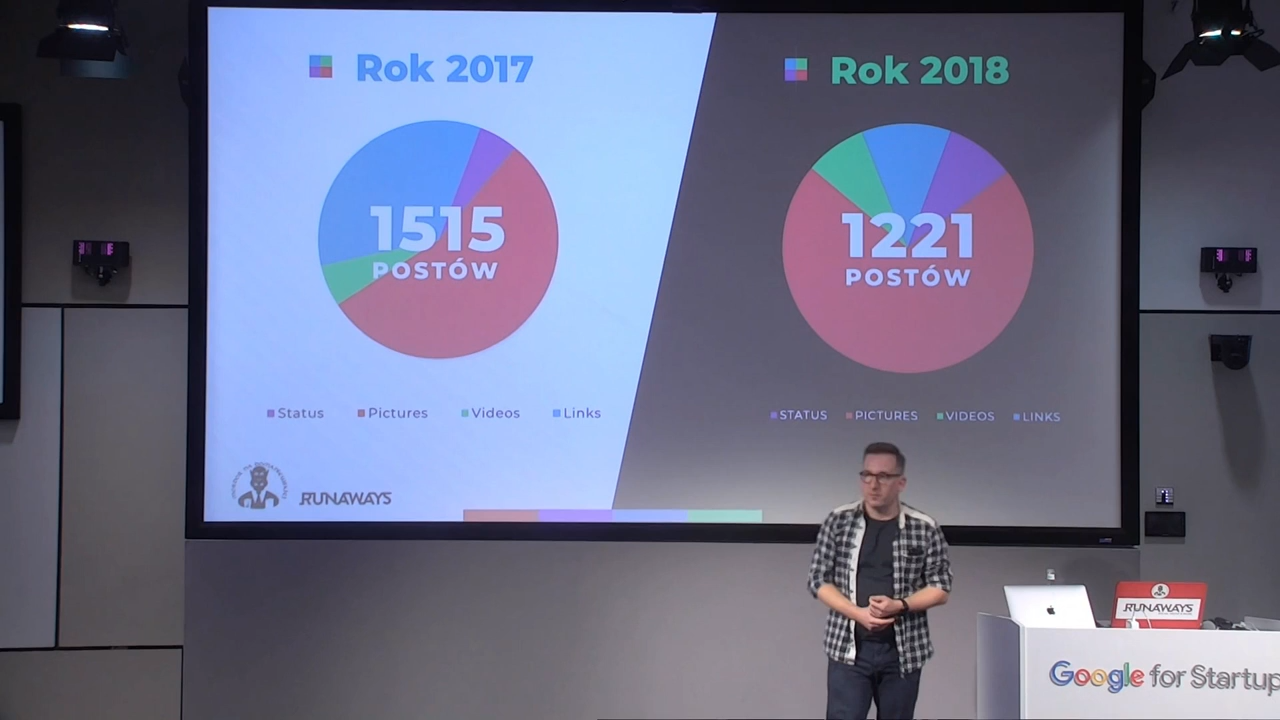 Rok 2017
1515
POSTÓW
Status Pictures Videos Links
RUNAWAYS
Rok 2018
1221
POSTÓW
STATUS PICTURES VIDEOS LINKS
RUNAWAYS
Google for Startup